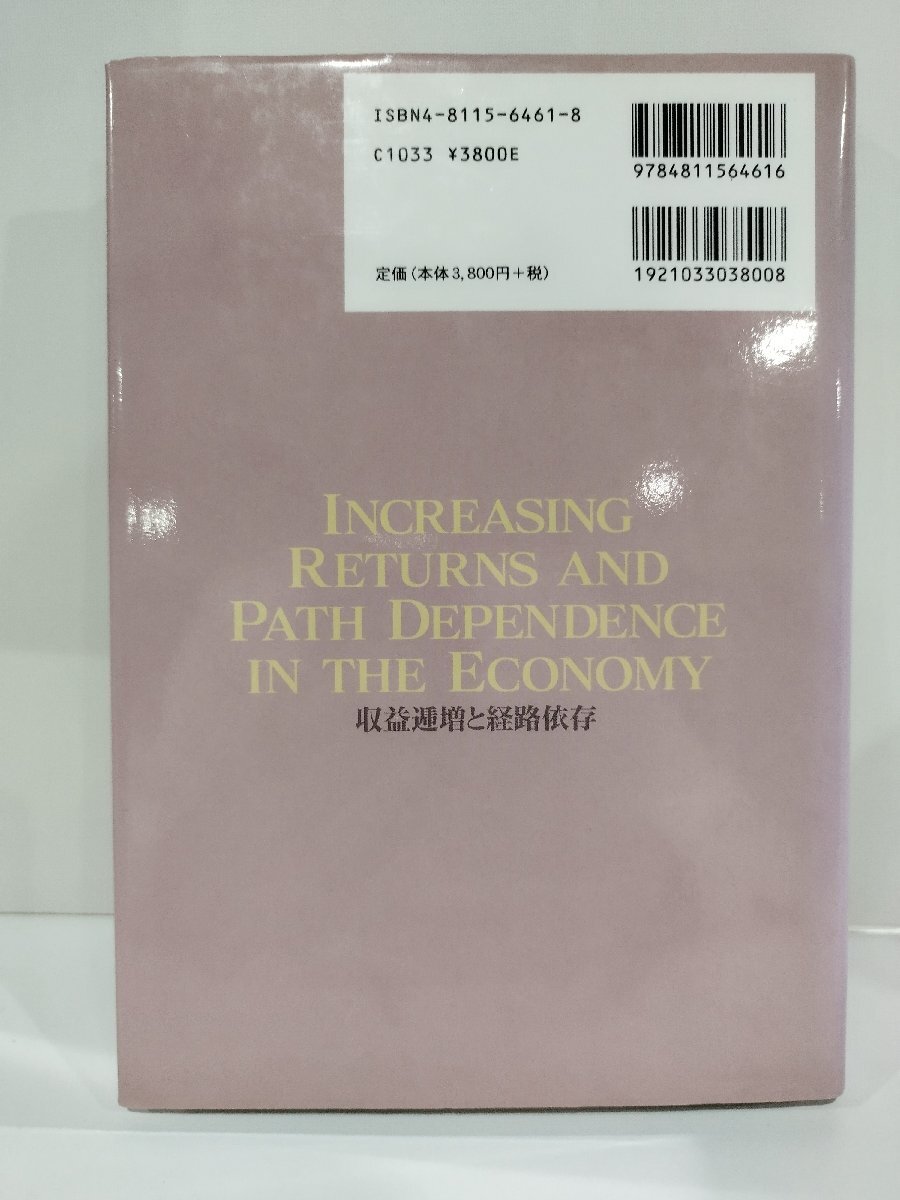 ISBN4-8115-6461-8
C1033 ¥3800E
9784811564616
定価(本体3,800円+税)
1921033038008
INCREASING
RETURNS AND
PATH DEPENDENCE
IN THE ECONOMY
収益逓増と経路依存